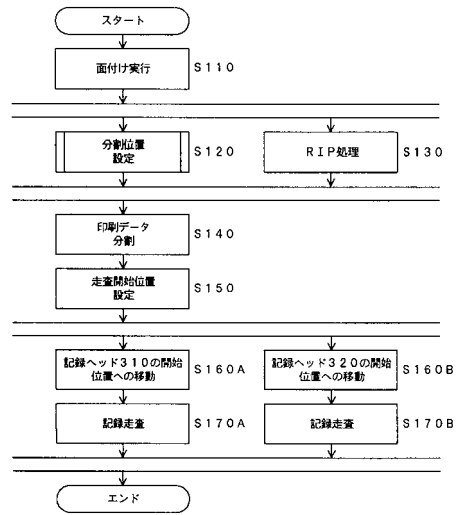 スタート
面付け実行
S110
分割位置
設定
S120
RIP処理
S130
印刷データ
分割
S140
走査開始位置
設定
S150
記録ヘッド310の開始
位置への移動
S160A
記録ヘッド320の開始
位置への移動
S160B
記録走査
S170A
記録走査
S170B
エンド